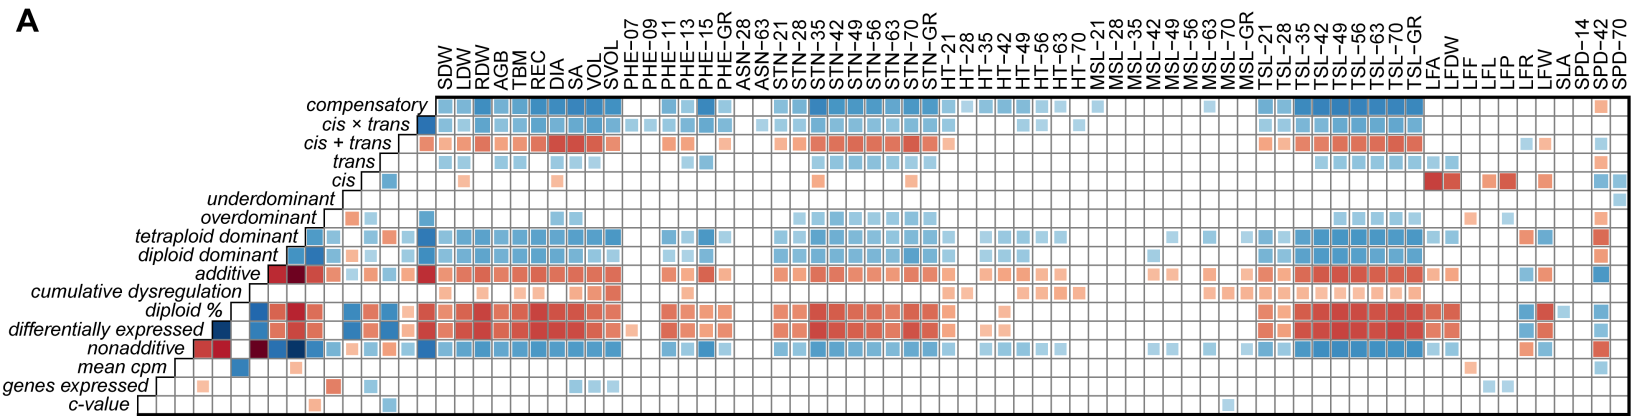 A
SDW
LDW
RDW
AGB
TBM
REC
DIA
SA
VOL
SVOL
PHE-07
PHE-09
PHE-11
PHE-13
PHE-15
PHE-GR
ASN-28
ASN-63
STN-21
STN-28
STN-35
STN-42
STN-49
STN-56
STN-63
STN-70
STN-GR
HT-21
HT-28
HT-35
HT-42
HT-49
HT-56
HT-63
HT-70
MSL-21
MSL-28
MSL-35
MSL-42
MSL-49
MSL-56
MSL-63
MSL-70
MSL-GR
TSL-21
TSL-28
TSL-35
TSL-42
TSL-49
TSL-56
TSL-63
TSL-70
TSL-GR
LFA
LFDW
LFF
LFL
LFP
LFR
LFW
SLA
SPD-14
SPD-42
SPD-70
compensatory
cis × trans
cis + trans
trans
cis
underdominant
overdominant
tetraploid dominant
diploid dominant
additive
cumulative dysregulation
diploid %
differentially expressed
nonadditive
mean cpm
genes expressed
c-value